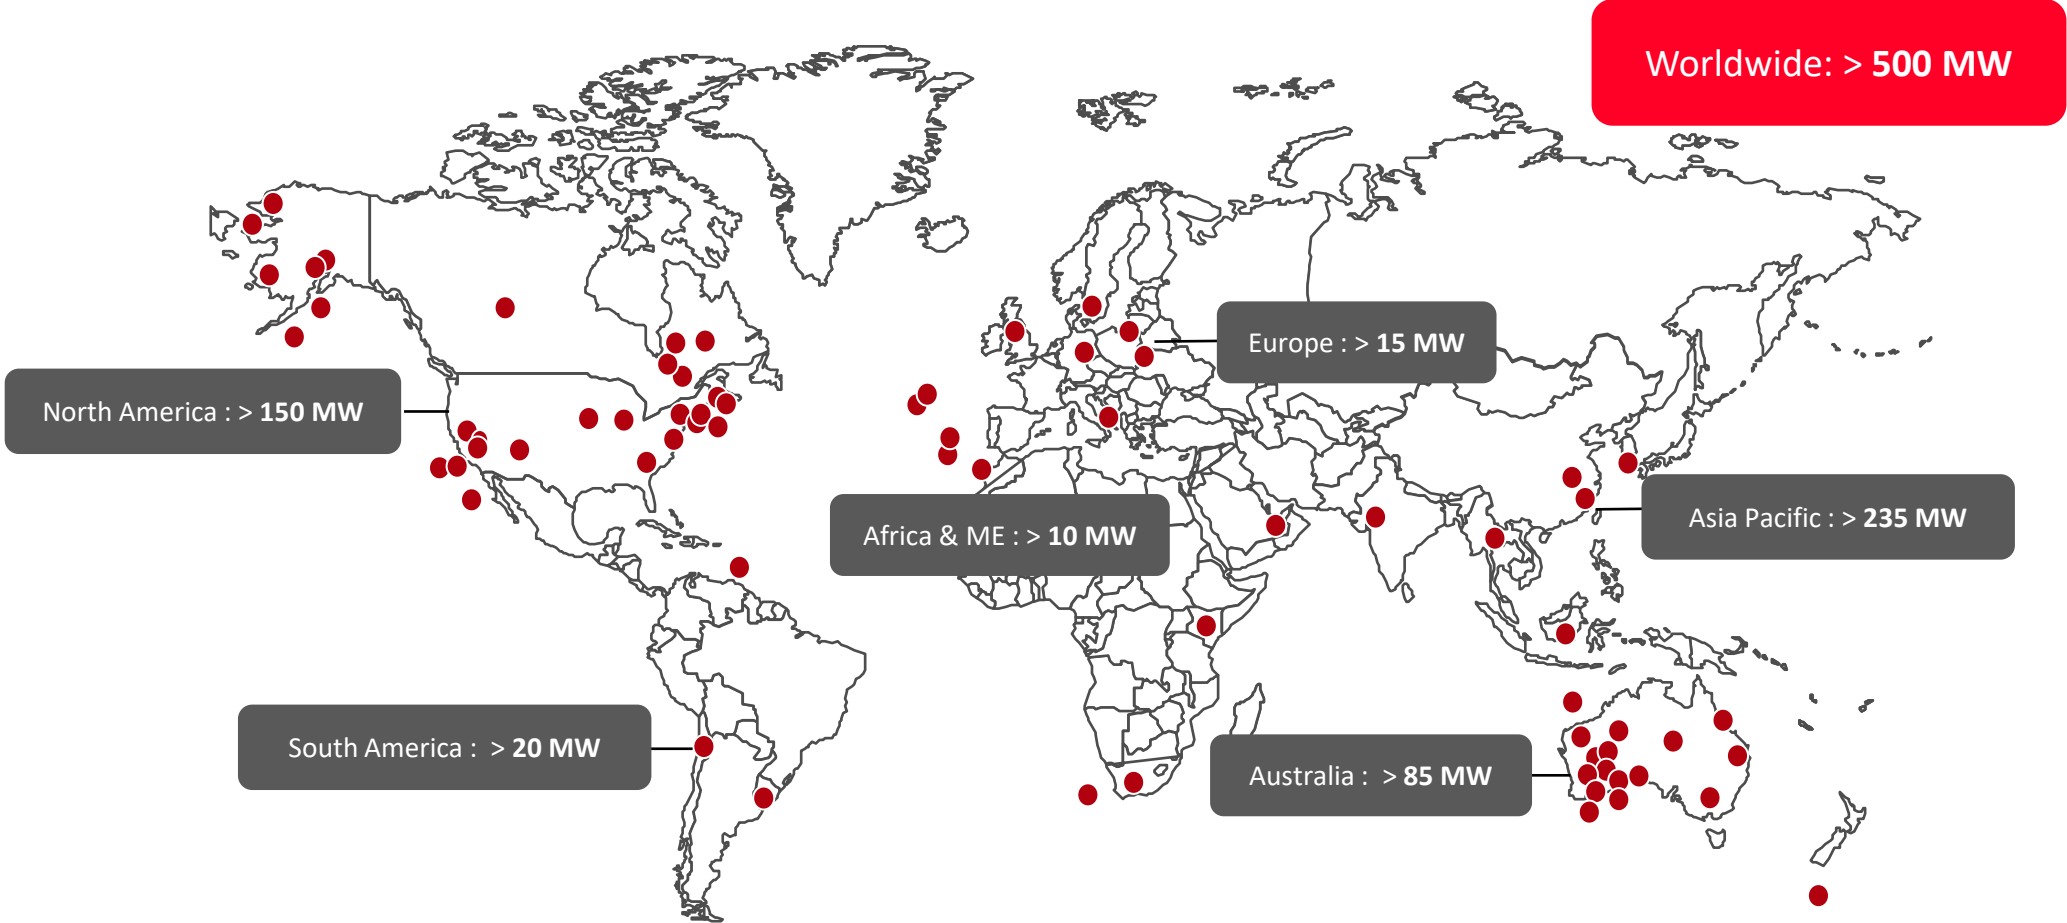 Worldwide: > 500 MW
Europe : > 15 MW
North America : > 150 MW
Africa & ME : > 10 MW
Asia Pacific : > 235 MW
South America :  > 20 MW
Australia :  > 85 MW